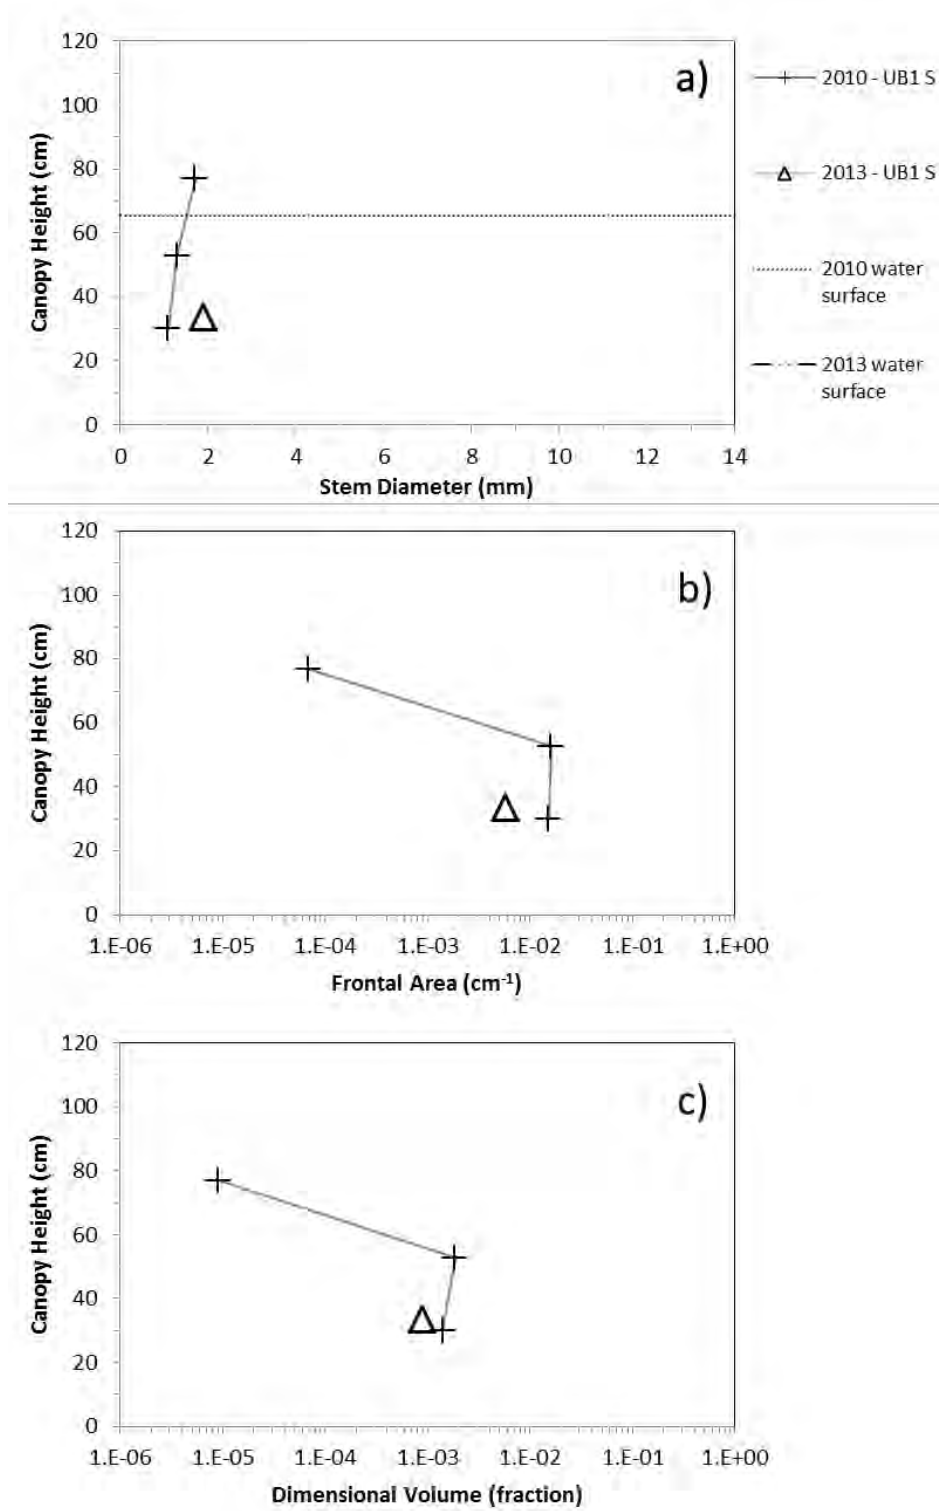 120
100
80
60
40
20
0
Canopy Height (cm)
a)
0 2 4 6 8 10 12 14
Stem Diameter (mm)
2010 - UB1 S
2013 - UB1 S
2010 water
surface
2013 water
surface
120
100
80
60
40
20
0
Canopy Height (cm)
b)
1.E-06 1.E-05 1.E-04 1.E-03 1.E-02 1.E-01 1.E+00
Frontal Area (cm⁻¹)
120
100
80
60
40
20
0
Canopy Height (cm)
c)
1.E-06 1.E-05 1.E-04 1.E-03 1.E-02 1.E-01 1.E+00
Dimensional Volume (fraction)